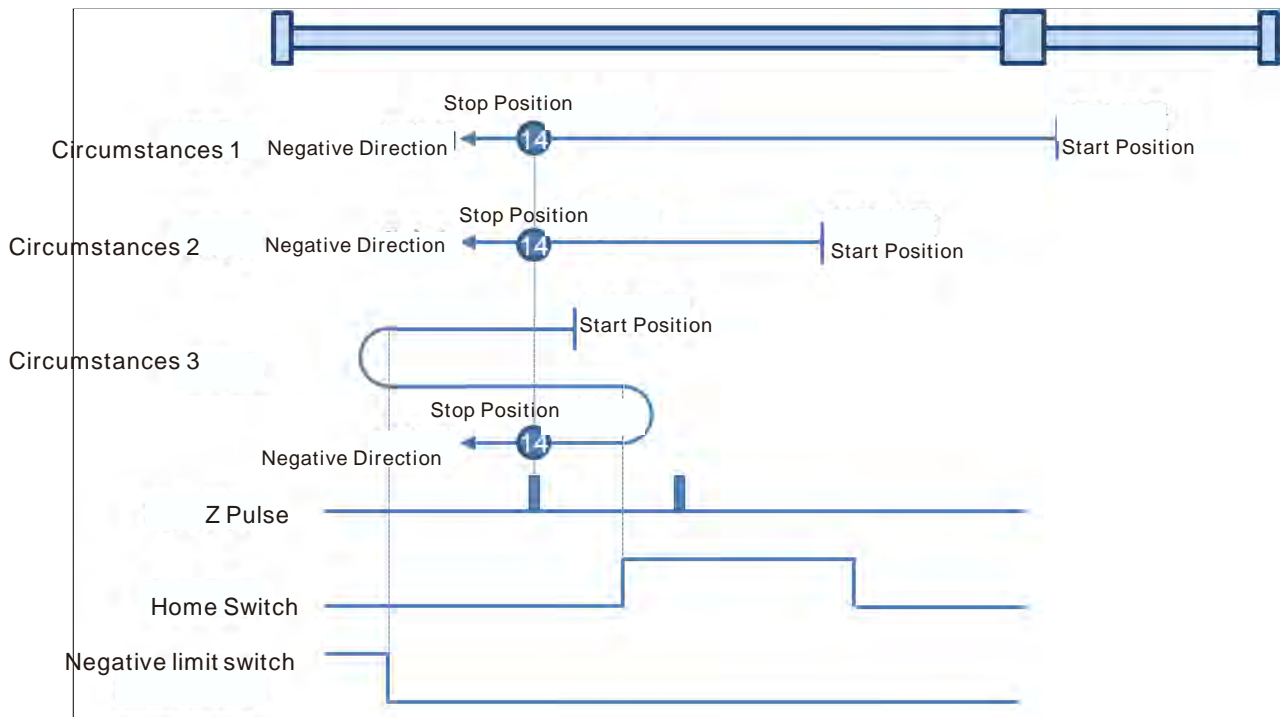 Stop Position
14
Circumstances 1
Negative Direction
Start Position
Stop Position
14
Circumstances 2
Negative Direction
Start Position
Start Position
Circumstances 3
Stop Position
14
Negative Direction
Z Pulse
Home Switch
Negative limit switch